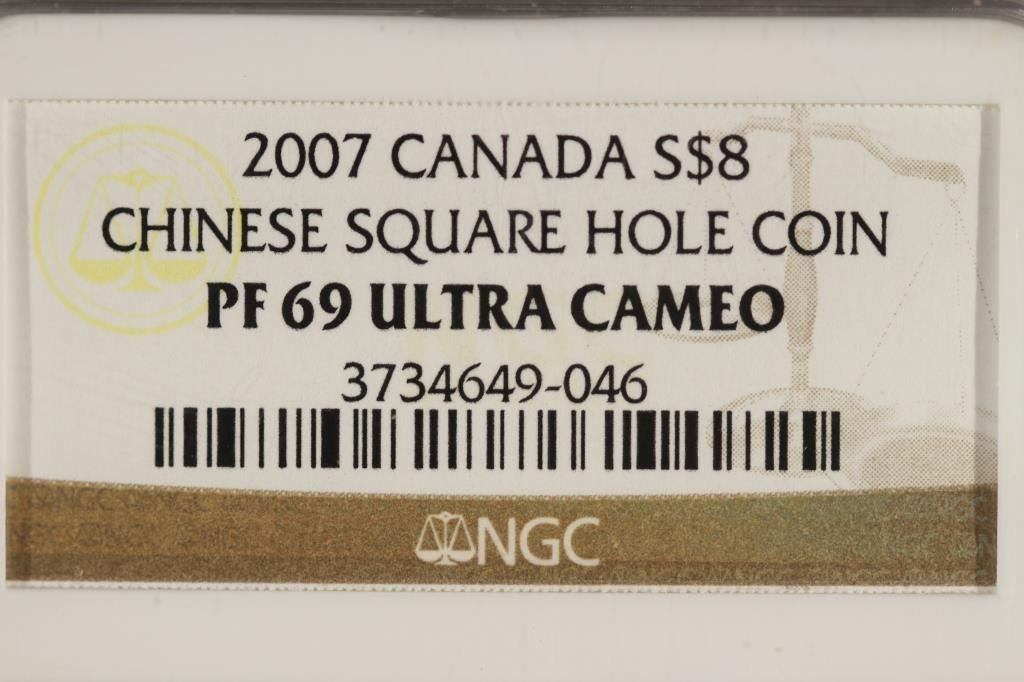 2007 CANADA S$8
CHINESE SQUARE HOLE COIN
PF 69 ULTRA CAMEO
3734649-046
NGC